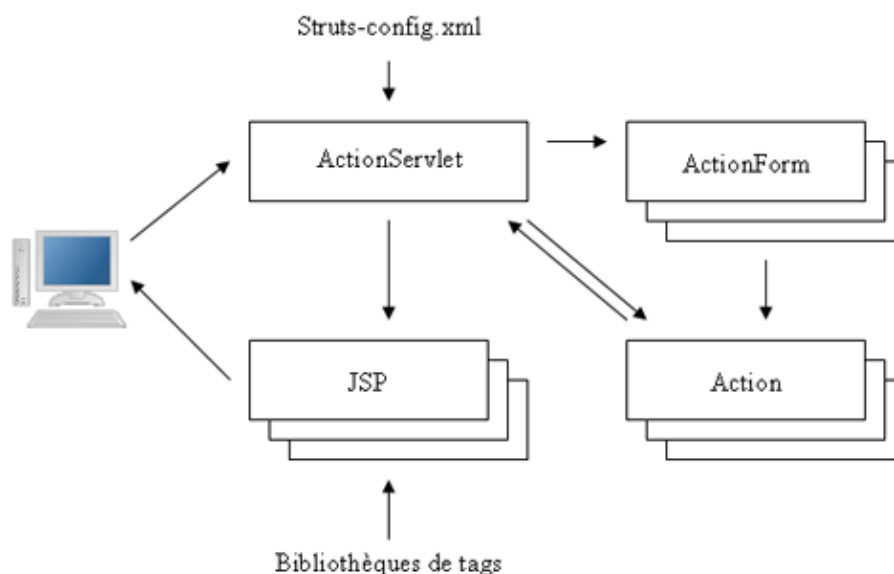 Struts-config.xml
ActionServlet
ActionForm
JSP
Action
Bibliothèques de tags